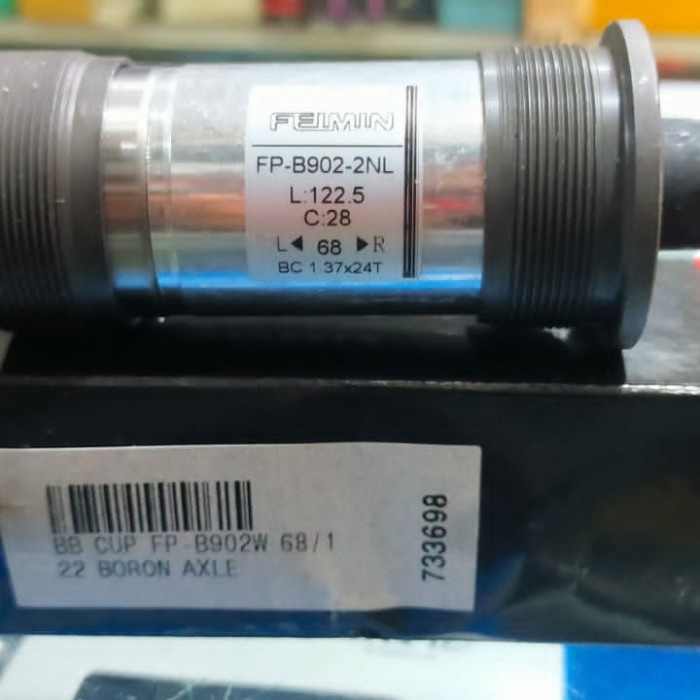 FEIMIN
FP-B902-2NL
L:122.5
C:28
L◀ 68 ▶R
BC 1.37x24T
BB CUP FP-B902W 68/1
22 BORON AXLE
733698